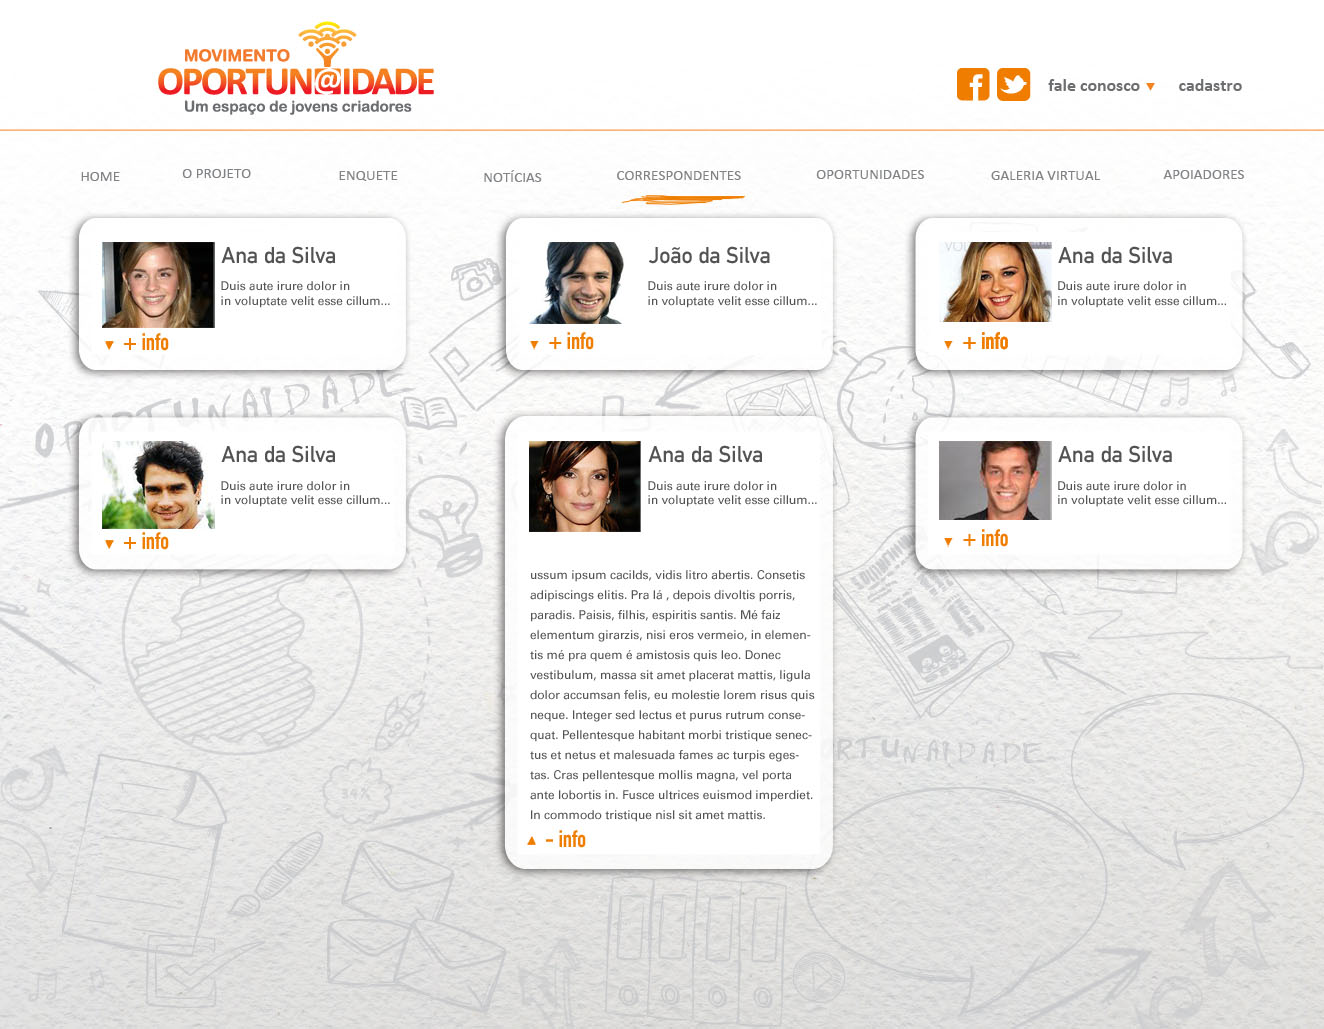 MOVIMENTO
OPORTUN@IDADE
Um espaço de jovens criadores
fale conosco
cadastro
HOME
O PROJETO
ENQUETE
NOTÍCIAS
CORRESPONDENTES
OPORTUNIDADES
GALERIA VIRTUAL
APOIADORES
Ana da Silva
Duis aute irure dolor in
in voluptate velit esse cillum...
+ info
João da Silva
Duis aute irure dolor in
in voluptate velit esse cillum...
+ info
Ana da Silva
Duis aute irure dolor in
in voluptate velit esse cillum...
+ info
OPORTUNAIDADE
Ana da Silva
Duis aute irure dolor in
in voluptate velit esse cillum...
+ info
Ana da Silva
Duis aute irure dolor in
in voluptate velit esse cillum...
ussum ipsum cacilds, vidis litro abertis. Consetis
adipiscings elitis. Pra lá , depois divoltis porris,
paradis. Paisis, filhis, espiritis santis. Mé faiz
elementum girarzis, nisi eros vermeio, in elemen-
tis mé pra quem é amistosis quis leo. Donec
vestibulum, massa sit amet placerat mattis, ligula
dolor accumsan felis, eu molestie lorem risus quis
neque. Integer sed lectus et purus rutrum conse-
quat. Pellentesque habitant morbi tristique senec-
tus et netus et malesuada fames ac turpis eges-
tas. Cras pellentesque mollis magna, vel porta
ante lobortis in. Fusce ultrices euismod imperdiet.
In commodo tristique nisl sit amet mattis.
- info
Ana da Silva
Duis aute irure dolor in
in voluptate velit esse cillum...
+ info
ORTUNAIDADE
34%